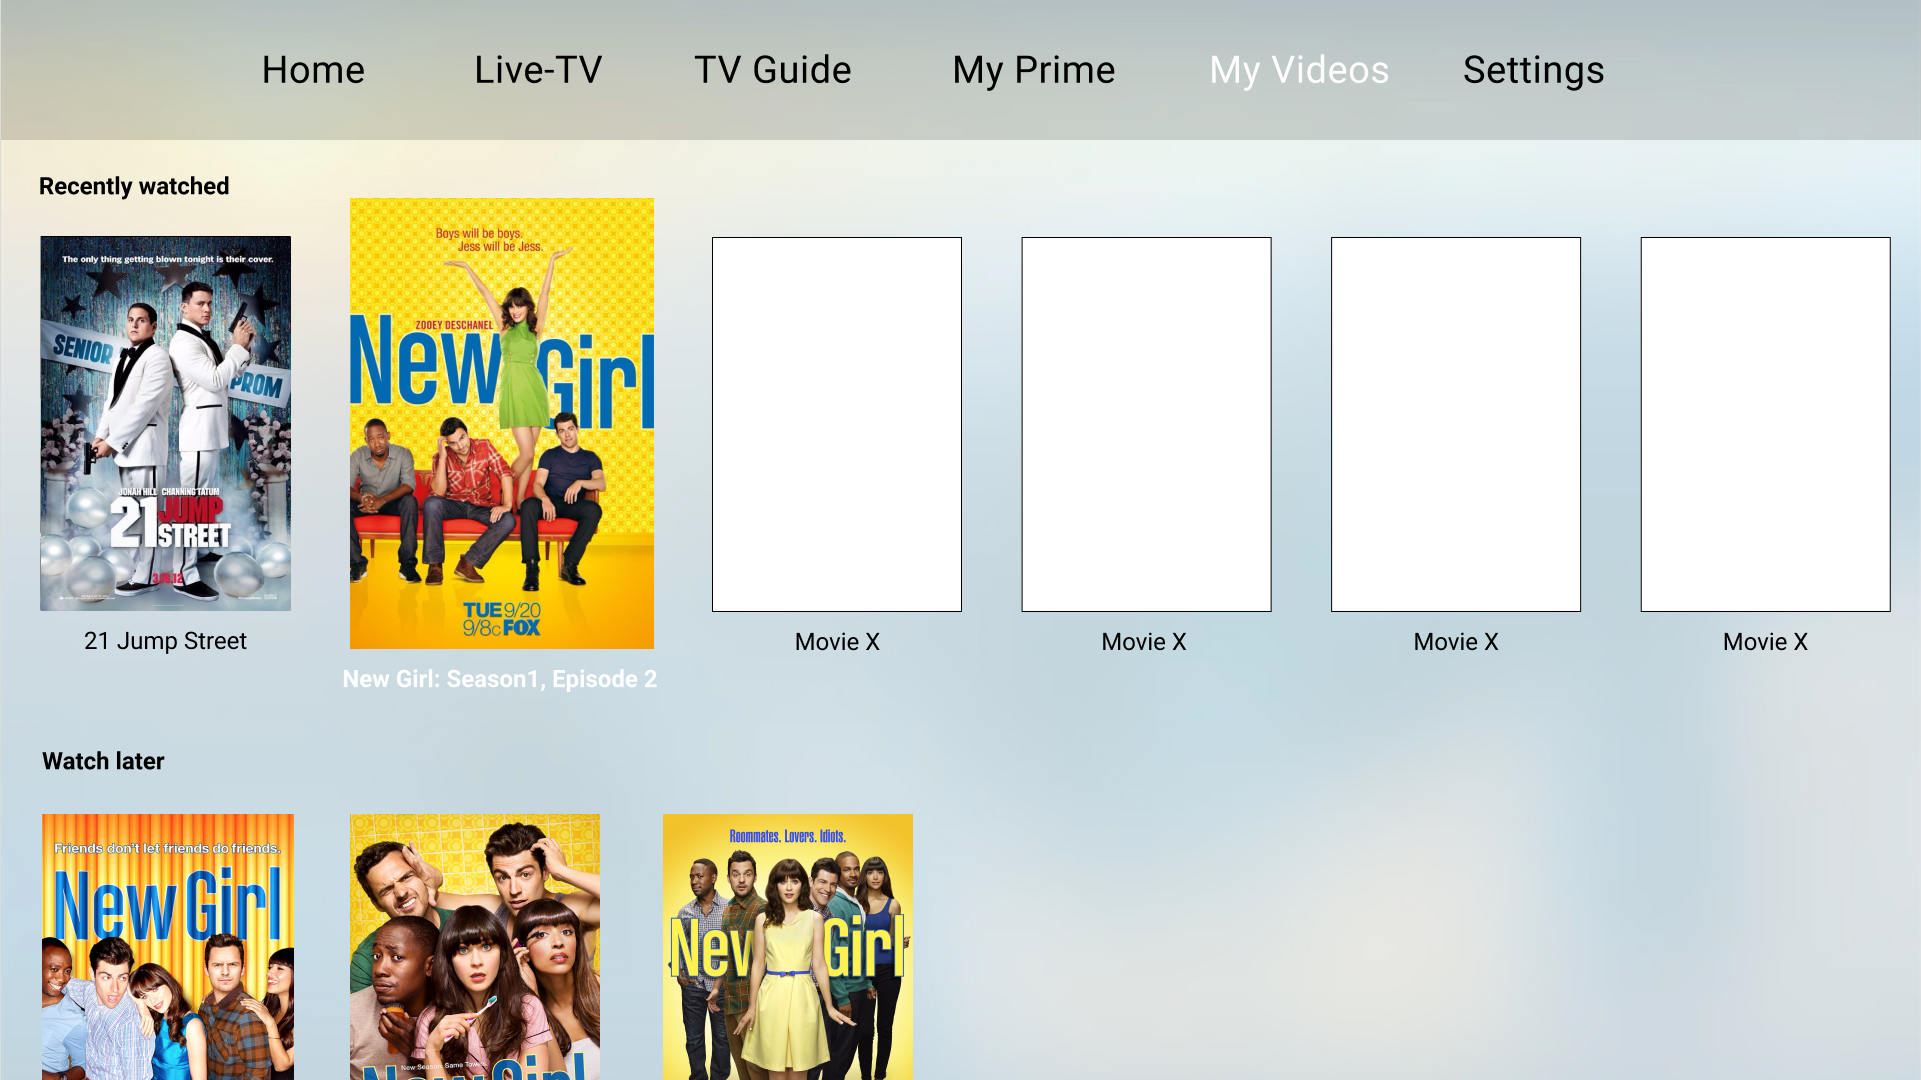 Home Live-TV TV Guide My Prime My Videos Settings
Recently watched
The only thing getting blown tonight is their cover.
SENIOR
PROM
JONAH HILL CHANNING TATUM
21 JUMP
STREET
21 Jump Street
Boys will be boys.
Jess will be Jess.
ZOOEY DESCHANEL
New Girl
TUE 9/20
9/8c FOX
New Girl: Season1, Episode 2
Movie X
Movie X
Movie X
Movie X
Watch later
Friends don't let friends do friends.
New Girl
New Season. Same Tow
New Girl
Roommates. Lovers. Idiots.
New Girl